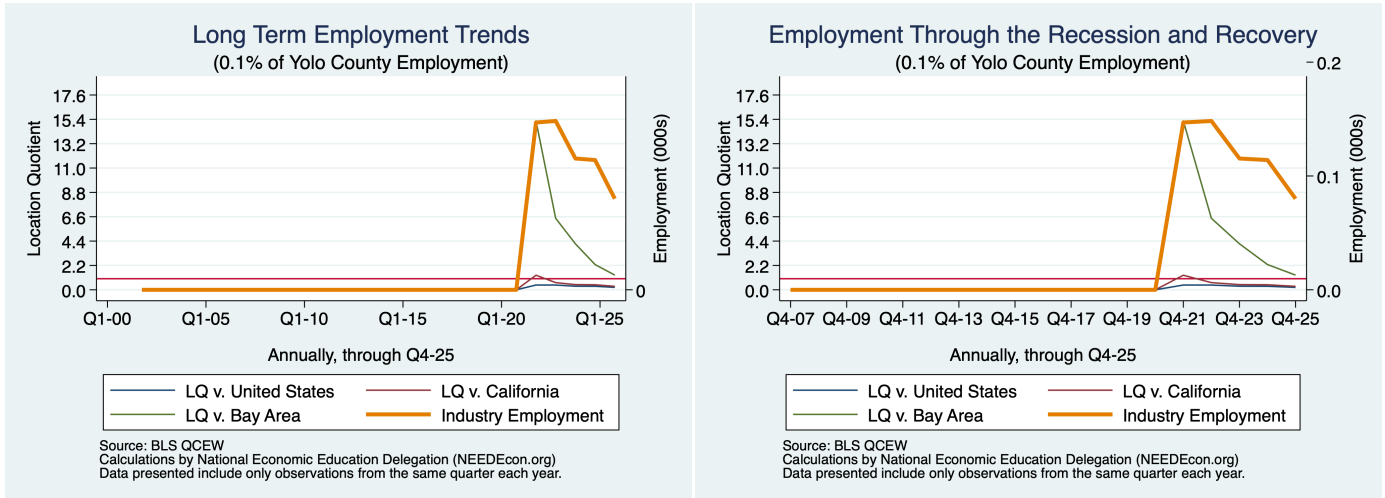 Long Term Employment Trends
(0.1% of Yolo County Employment)
Location Quotient
17.6
15.4
13.2
11.0
8.8
6.6
4.4
2.2
0.0
Employment (000s)
0
Q1-00 Q1-05 Q1-10 Q1-15 Q1-20 Q1-25
Annually, through Q4-25
LQ v. United States LQ v. California
LQ v. Bay Area Industry Employment
Source: BLS QCEW
Calculations by National Economic Education Delegation (NEEDEcon.org)
Data presented include only observations from the same quarter each year.
Employment Through the Recession and Recovery
(0.1% of Yolo County Employment)
Location Quotient
17.6
15.4
13.2
11.0
8.8
6.6
4.4
2.2
0.0
Employment (000s)
0.2
0.1
0.0
Q4-07 Q4-09 Q4-11 Q4-13 Q4-15 Q4-17 Q4-19 Q4-21 Q4-23 Q4-25
Annually, through Q4-25
LQ v. United States LQ v. California
LQ v. Bay Area Industry Employment
Source: BLS QCEW
Calculations by National Economic Education Delegation (NEEDEcon.org)
Data presented include only observations from the same quarter each year.